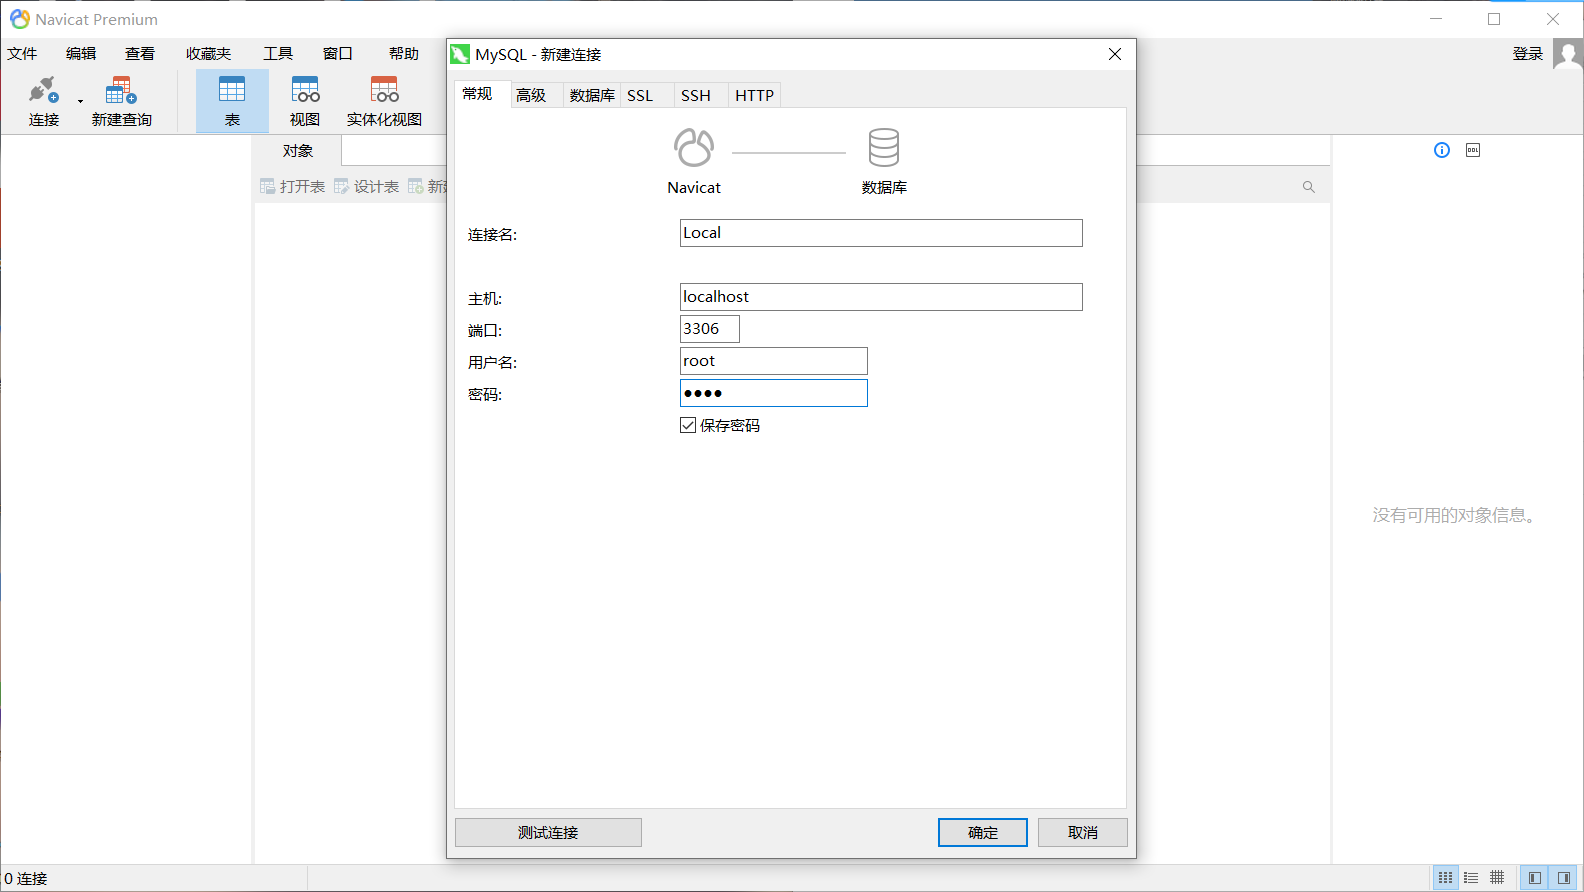 Navicat Premium
文件 编辑 查看 收藏夹 工具 窗口 帮助
登录
连接 新建查询 表 视图 实体化视图
对象
打开表 设计表
MySQL - 新建连接
常规 高级 数据库 SSL SSH HTTP
Navicat 数据库
连接名: Local
主机: localhost
端口: 3306
用户名: root
密码: ●●●●
保存密码
测试连接 确定 取消
DDL
没有可用的对象信息。
0 连接